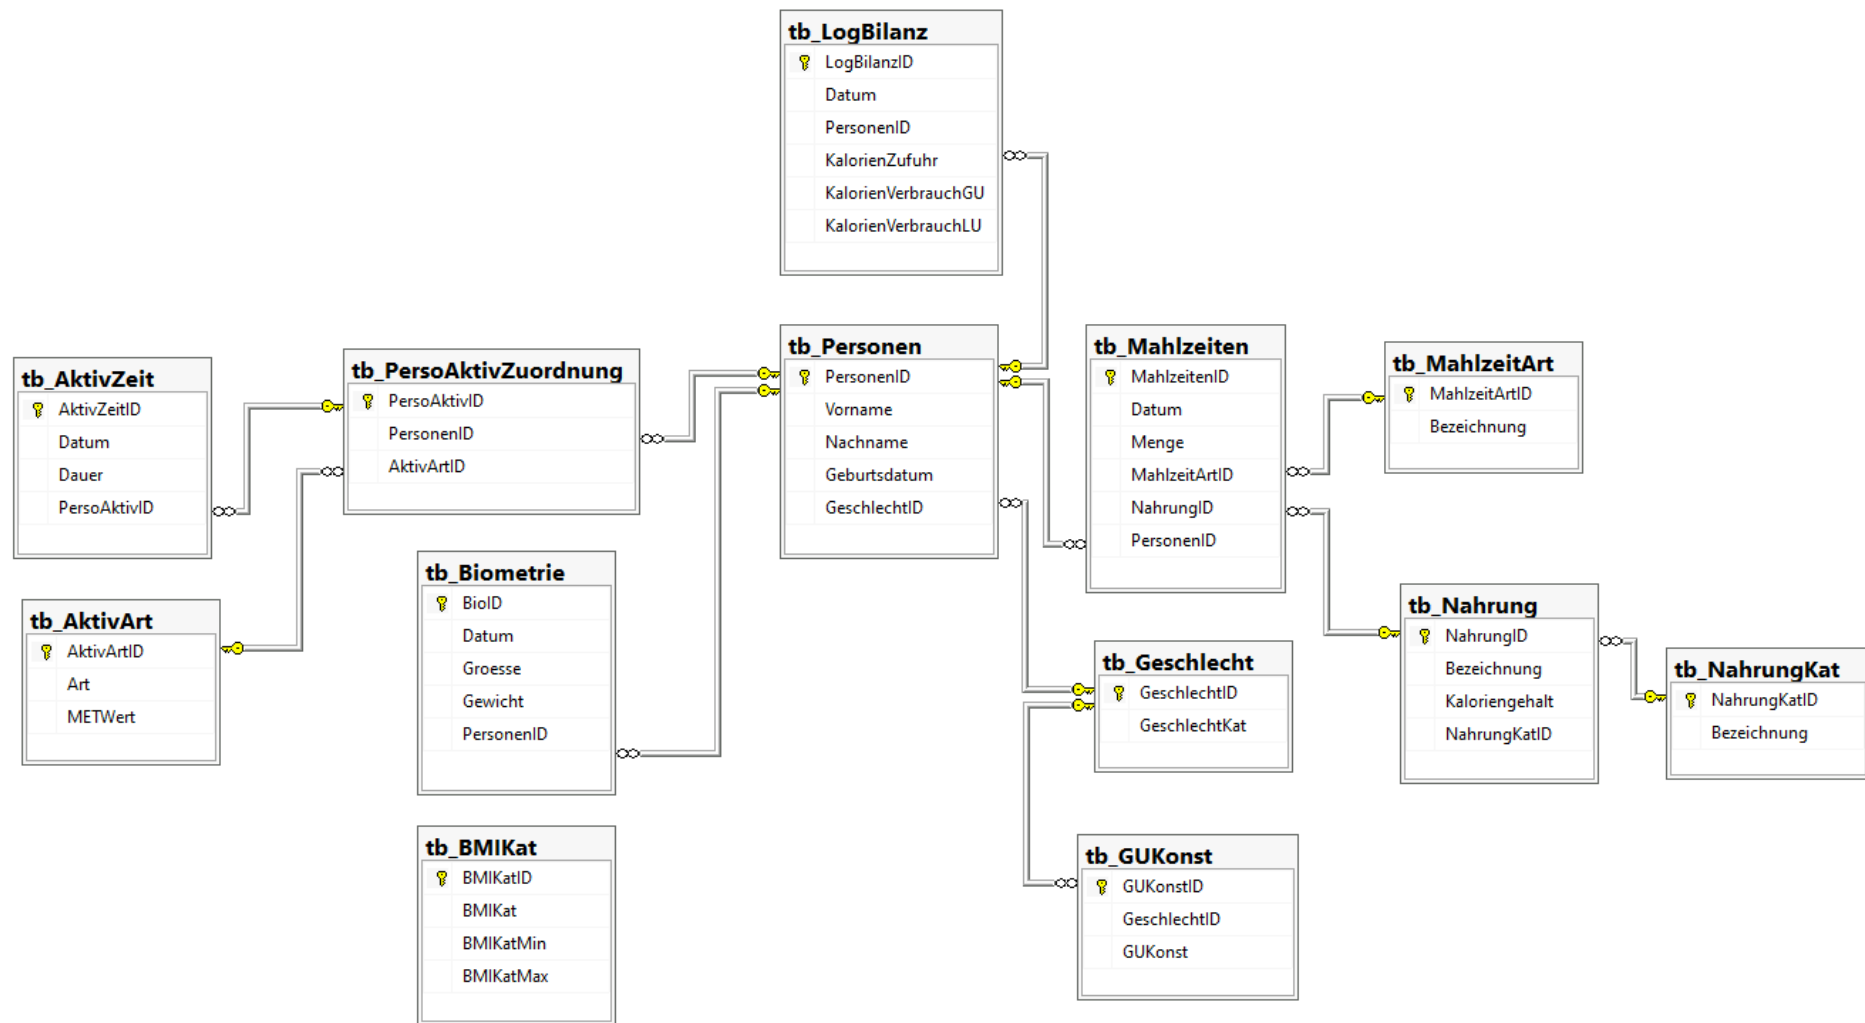 tb_LogBilanz
LogBilanzID
Datum
PersonenID
KalorienZufuhr
KalorienVerbrauchGU
KalorienVerbrauchLU
tb_AktivZeit
AktivZeitID
Datum
Dauer
PersoAktivID
tb_PersoAktivZuordnung
PersoAktivID
PersonenID
AktivArtID
tb_Personen
PersonenID
Vorname
Nachname
Geburtsdatum
GeschlechtID
tb_Mahlzeiten
MahlzeitenID
Datum
Menge
MahlzeitArtID
NahrungID
PersonenID
tb_MahlzeitArt
MahlzeitArtID
Bezeichnung
tb_AktivArt
AktivArtID
Art
METWert
tb_Biometrie
BioID
Datum
Groesse
Gewicht
PersonenID
tb_Geschlecht
GeschlechtID
GeschlechtKat
tb_Nahrung
NahrungID
Bezeichnung
Kaloriengehalt
NahrungKatID
tb_NahrungKat
NahrungKatID
Bezeichnung
tb_BMIKat
BMIKatID
BMIKat
BMIKatMin
BMIKatMax
tb_GUKonst
GUKonstID
GeschlechtID
GUKonst